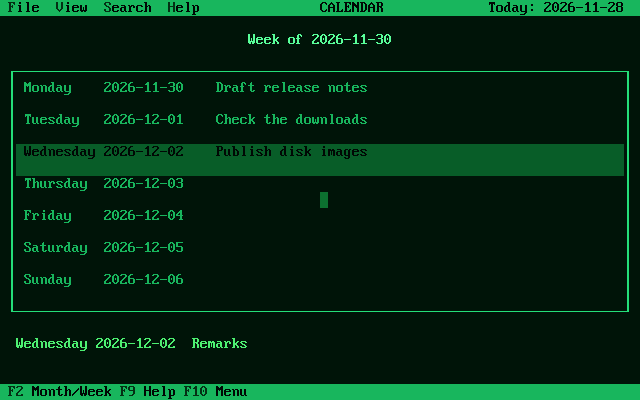 File  View  Search  Help  CALENDAR  Today: 2026-11-28
Week of 2026-11-30
Monday  2026-11-30  Draft release notes
Tuesday  2026-12-01  Check the downloads
Wednesday 2026-12-02  Publish disk images
Thursday  2026-12-03
Friday  2026-12-04
Saturday  2026-12-05
Sunday  2026-12-06
Wednesday 2026-12-02  Remarks
F2 Month/Week F9 Help F10 Menu